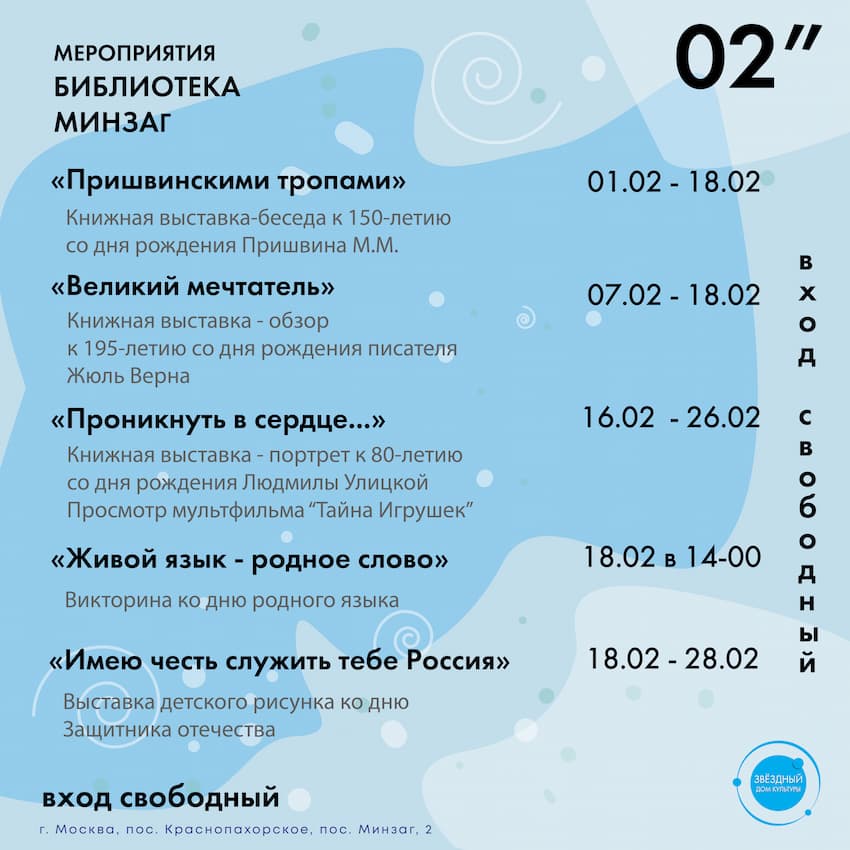 МЕРОПРИЯТИЯ
БИБЛИОТЕКА
МИНЗАГ
02”
«Пришвинскими тропами»
01.02 - 18.02
Книжная выставка-беседа к 150-летию
со дня рождения Пришвина М.М.
«Великий мечтатель»
07.02 - 18.02
Книжная выставка - обзор
к 195-летию со дня рождения писателя
Жюль Верна
«Проникнуть в сердце...»
16.02 - 26.02
Книжная выставка - портрет к 80-летию
со дня рождения Людмилы Улицкой
Просмотр мультфильма “Тайна Игрушек”
«Живой язык - родное слово»
18.02 в 14-00
Викторина ко дню родного языка
«Имею честь служить тебе Россия»
18.02 - 28.02
Выставка детского рисунка ко дню
Защитника отечества
вход свободный
вход свободный
г. Москва, пос. Краснопахорское, пос. Минзаг, 2
ЗВЁЗДНЫЙ
ДОМ КУЛЬТУРЫ